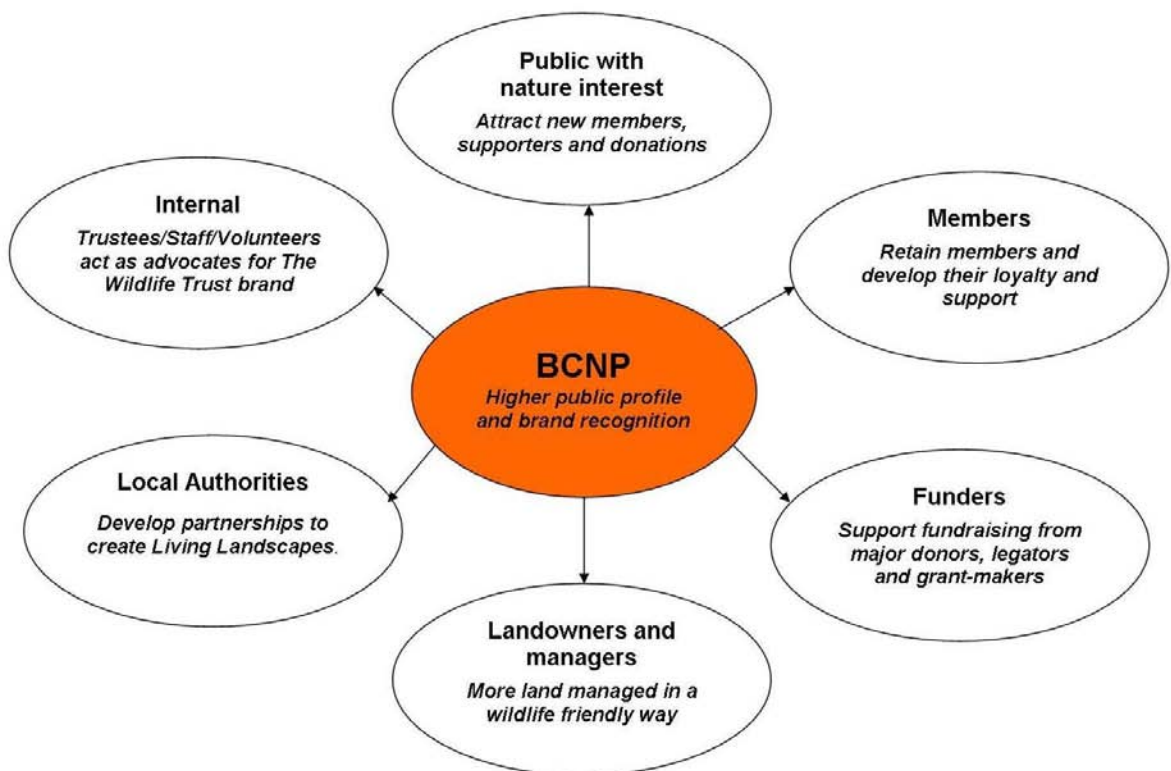 Public with
nature interest
Attract new members,
supporters and donations
Internal
Trustees/Staff/Volunteers
act as advocates for The
Wildlife Trust brand
Members
Retain members and
develop their loyalty and
support
BCNP
Higher public profile
and brand recognition
Local Authorities
Develop partnerships to
create Living Landscapes.
Funders
Support fundraising from
major donors, legators
and grant-makers
Landowners and
managers
More land managed in a
wildlife friendly way